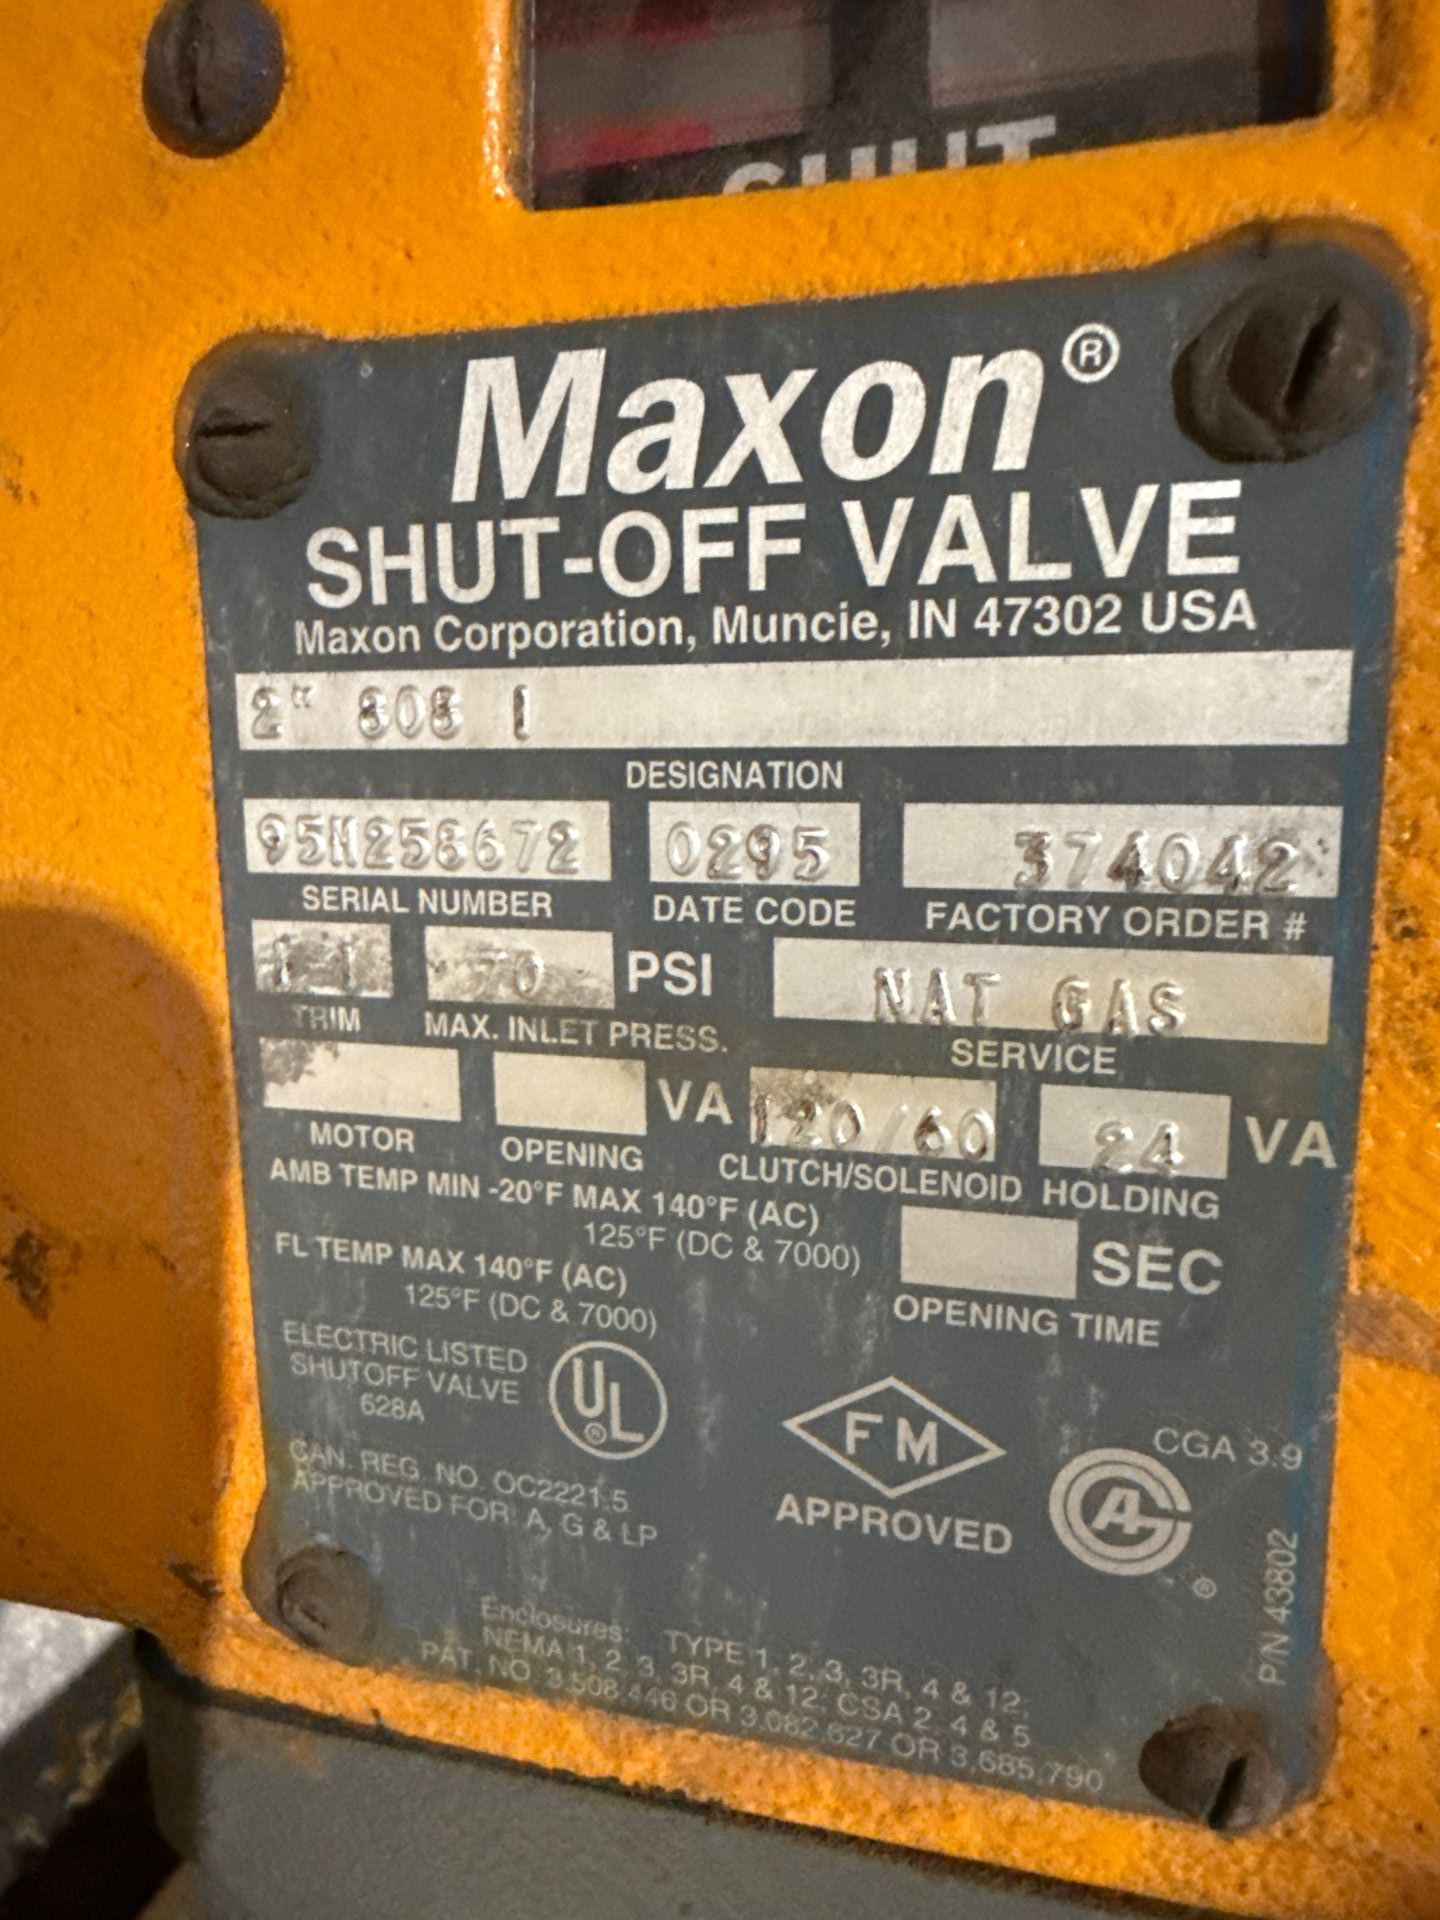 SHUT
Maxon®
SHUT-OFF VALVE
Maxon Corporation, Muncie, IN 47302 USA
2" 808 1
DESIGNATION
95M258672 0295 374042
SERIAL NUMBER DATE CODE FACTORY ORDER #
1-1 70 PSI NAT GAS
TRIM MAX. INLET PRESS. SERVICE
VA 120/60 24 VA
MOTOR OPENING CLUTCH/SOLENOID HOLDING
AMB TEMP MIN -20°F MAX 140°F (AC)
125°F (DC & 7000)
SEC
OPENING TIME
FL TEMP MAX 140°F (AC)
125°F (DC & 7000)
ELECTRIC LISTED
SHUTOFF VALVE
628A
UL®
FM
APPROVED
CGA 3.9
AG®
CAN. REG. NO. OC2221.5
APPROVED FOR: A, G & LP
P/N 43802
Enclosures: TYPE 1, 2, 3, 3R, 4 & 12;
NEMA 1, 2, 3, 3R, 4 & 12; CSA 2, 4 & 5
PAT. NO. 3,508,446 OR 3,082,627 OR 3,685,790